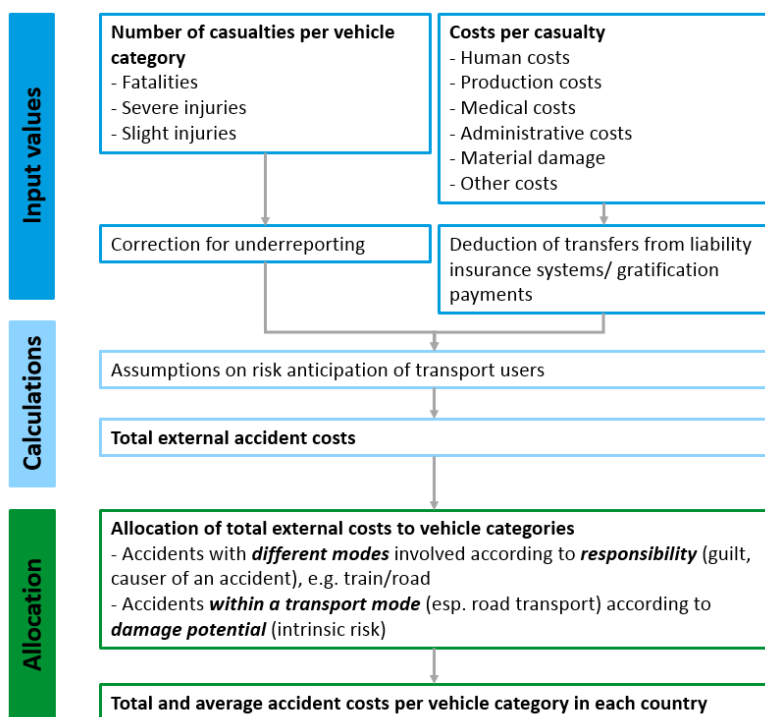 Input values
Number of casualties per vehicle
category
- Fatalities
- Severe injuries
- Slight injuries
Costs per casualty
- Human costs
- Production costs
- Medical costs
- Administrative costs
- Material damage
- Other costs
Correction for underreporting
Deduction of transfers from liability
insurance systems/ gratification
payments
Calculations
Assumptions on risk anticipation of transport users
Total external accident costs
Allocation
Allocation of total external costs to vehicle categories
- Accidents with different modes involved according to responsibility (guilt,
causer of an accident), e.g. train/road
- Accidents within a transport mode (esp. road transport) according to
damage potential (intrinsic risk)
Total and average accident costs per vehicle category in each country